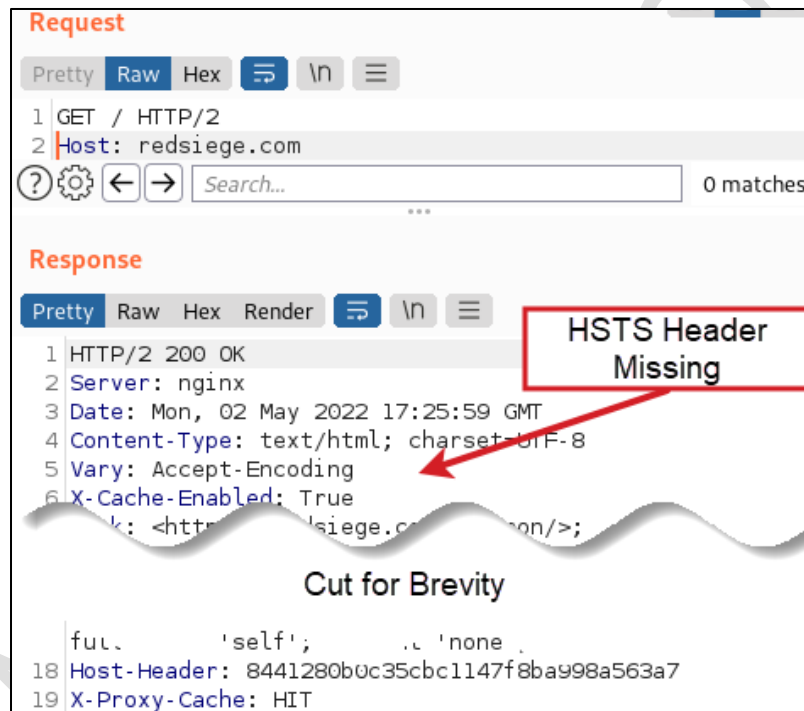 Request
Pretty Raw Hex \n
1 GET / HTTP/2
2 Host: redsiege.com
? Search... 0 matches
Response
Pretty Raw Hex Render \n
HSTS Header
Missing
1 HTTP/2 200 OK
2 Server: nginx
3 Date: Mon, 02 May 2022 17:25:59 GMT
4 Content-Type: text/html; charset=UTF-8
5 Vary: Accept-Encoding
6 X-Cache-Enabled: True
Cut for Brevity
'self'; 'none
18 Host-Header: 8441280b0c35cbc1147f8ba998a563a7
19 X-Proxy-Cache: HIT